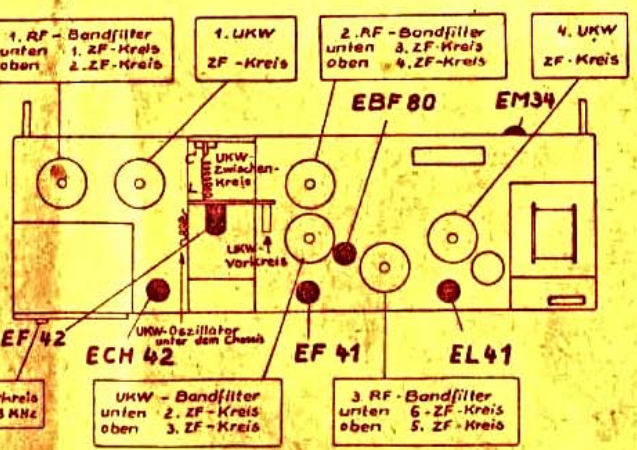 1. RF - Bandfilter
unten 1. ZF-Kreis
oben 2. ZF-Kreis
1. UKW
ZF - Kreis
2. RF - Bandfilter
unten 3. ZF-Kreis
oben 4. ZF-Kreis
4. UKW
ZF-Kreis
EBF 80
EM34
UKW-
Zwischen-
Kreis
UKW-
Vorkreis
EF 42
ECH 42
UKW-Oszillator
unter dem Chassis
EF 41
EL41
kreis
KHz
UKW - Bandfilter
unten 2. ZF-Kreis
oben 3. ZF-Kreis
3. RF - Bandfilter
unten 6-ZF-Kreis
oben 5. ZF-Kreis